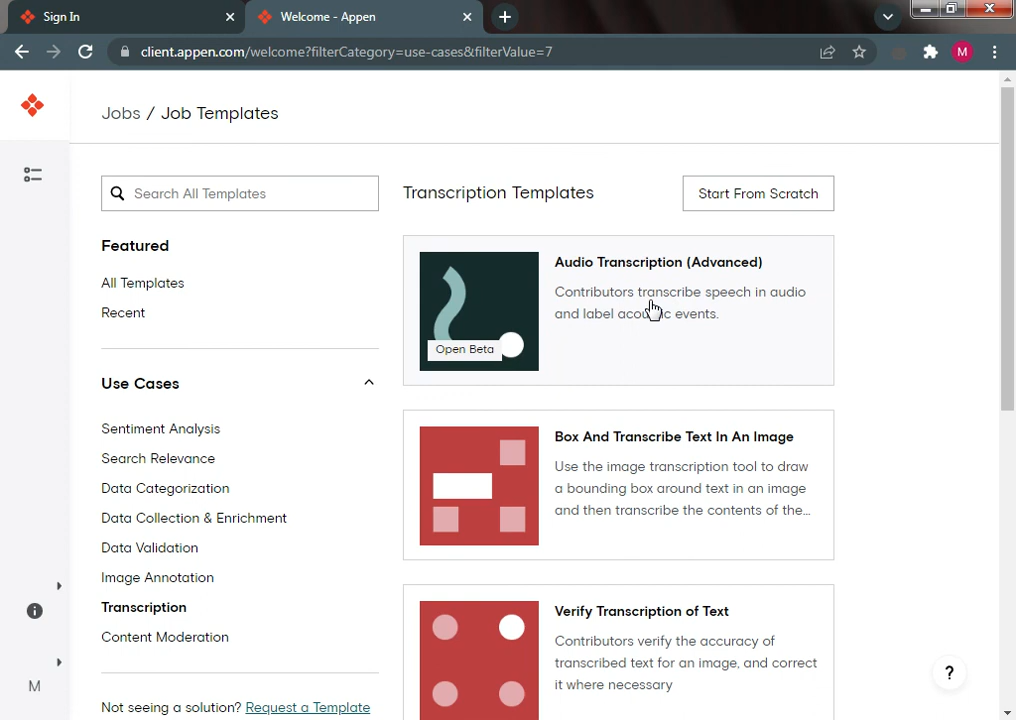 Sign In
Welcome - Appen
client.appen.com/welcome?filterCategory=use-cases&filterValue=7
M
Jobs / Job Templates
Search All Templates
Transcription Templates
Start From Scratch
Featured
All Templates
Recent
Use Cases
Sentiment Analysis
Search Relevance
Data Categorization
Data Collection & Enrichment
Data Validation
Image Annotation
Transcription
Content Moderation
Not seeing a solution? Request a Template
Audio Transcription (Advanced)
Contributors transcribe speech in audio
and label acoustic events.
Open Beta
Box And Transcribe Text In An Image
Use the image transcription tool to draw
a bounding box around text in an image
and then transcribe the contents of the...
Verify Transcription of Text
Contributors verify the accuracy of
transcribed text for an image, and correct
it where necessary
M
?